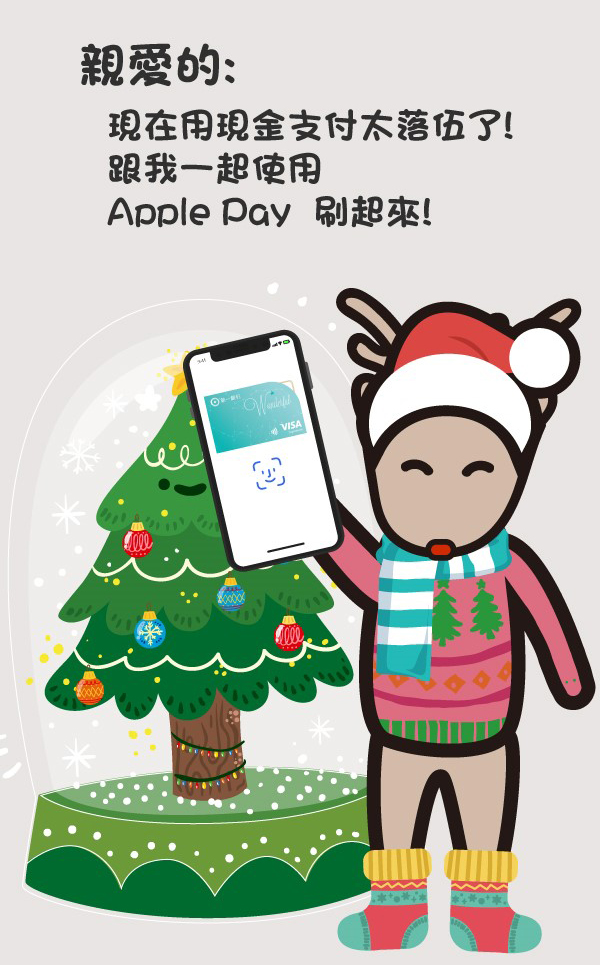 親愛的:
現在用現金支付太落伍了!
跟我一起使用
Apple Pay 刷起來!
9:41
第一銀行
Wonderful
VISA